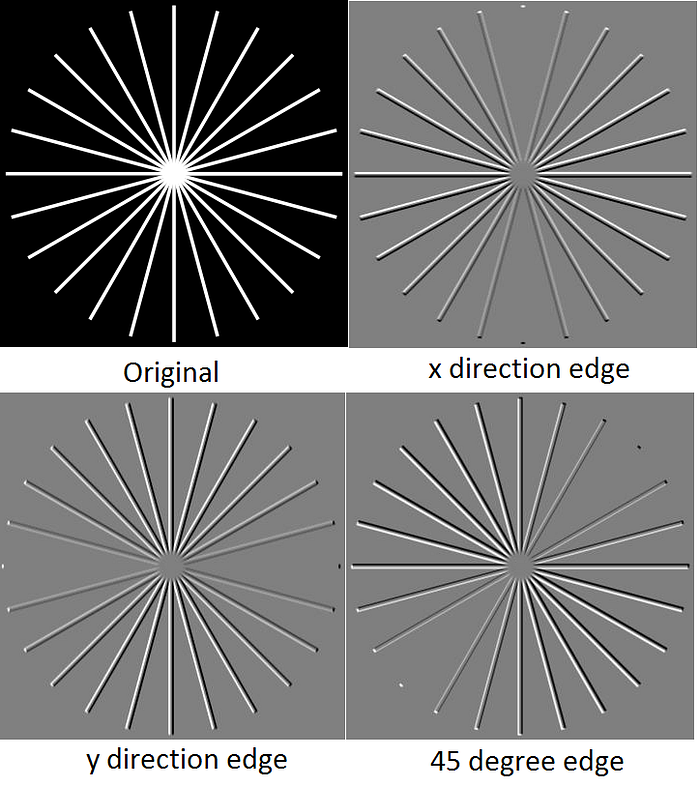 Original
x direction edge
y direction edge
45 degree edge